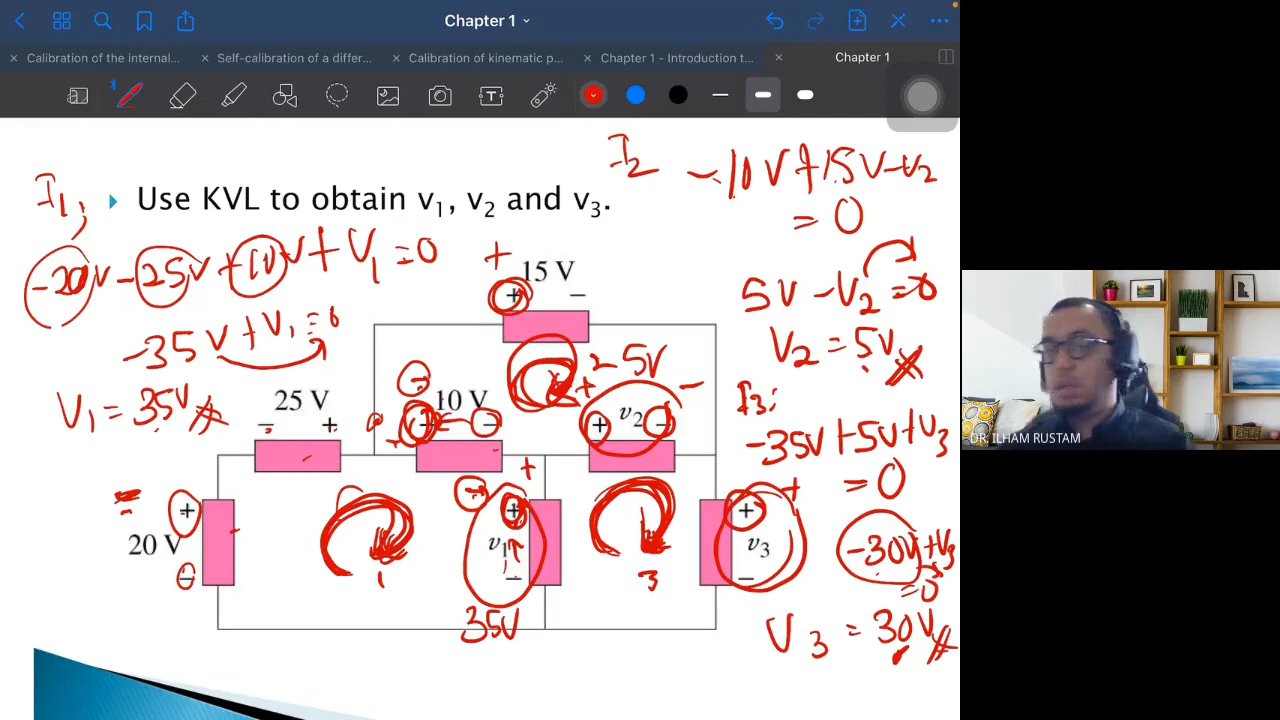 Chapter 1
Calibration of the internal...
Self-calibration of a differ...
Calibration of kinematic p...
Chapter 1 - Introduction t...
Chapter 1
I2
-10V+15V-V2
= 0
I1;
Use KVL to obtain v1, v2 and v3.
-20V-25V+10V+V1=0
+
15 V
+ −
5V-V2=0
-35V+V1=0
V2=5V
2
+ 5V −
V1=35V
25 V
− +
10 V
+ −
v2
+ −
I3:
-35V+5V+V3
= 0
DR. ILHAM RUSTAM
+
20 V
−
+
v1
−
+
v3
−
-30V+V3
=0
1
3
35V
V3=30V